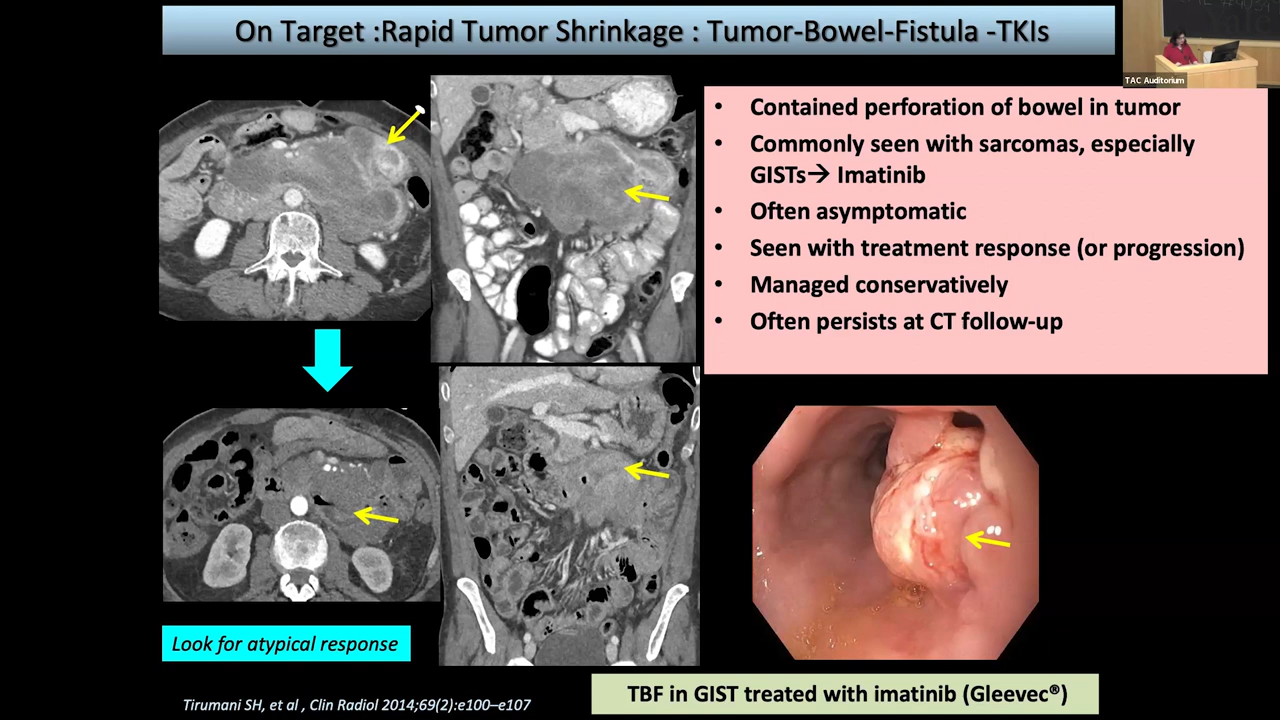 On Target :Rapid Tumor Shrinkage : Tumor-Bowel-Fistula -TKIs
TAC Auditorium
• Contained perforation of bowel in tumor
• Commonly seen with sarcomas, especially
GISTs→ Imatinib
• Often asymptomatic
• Seen with treatment response (or progression)
• Managed conservatively
• Often persists at CT follow-up
Look for atypical response
TBF in GIST treated with imatinib (Gleevec®)
Tirumani SH, et al , Clin Radiol 2014;69(2):e100–e107